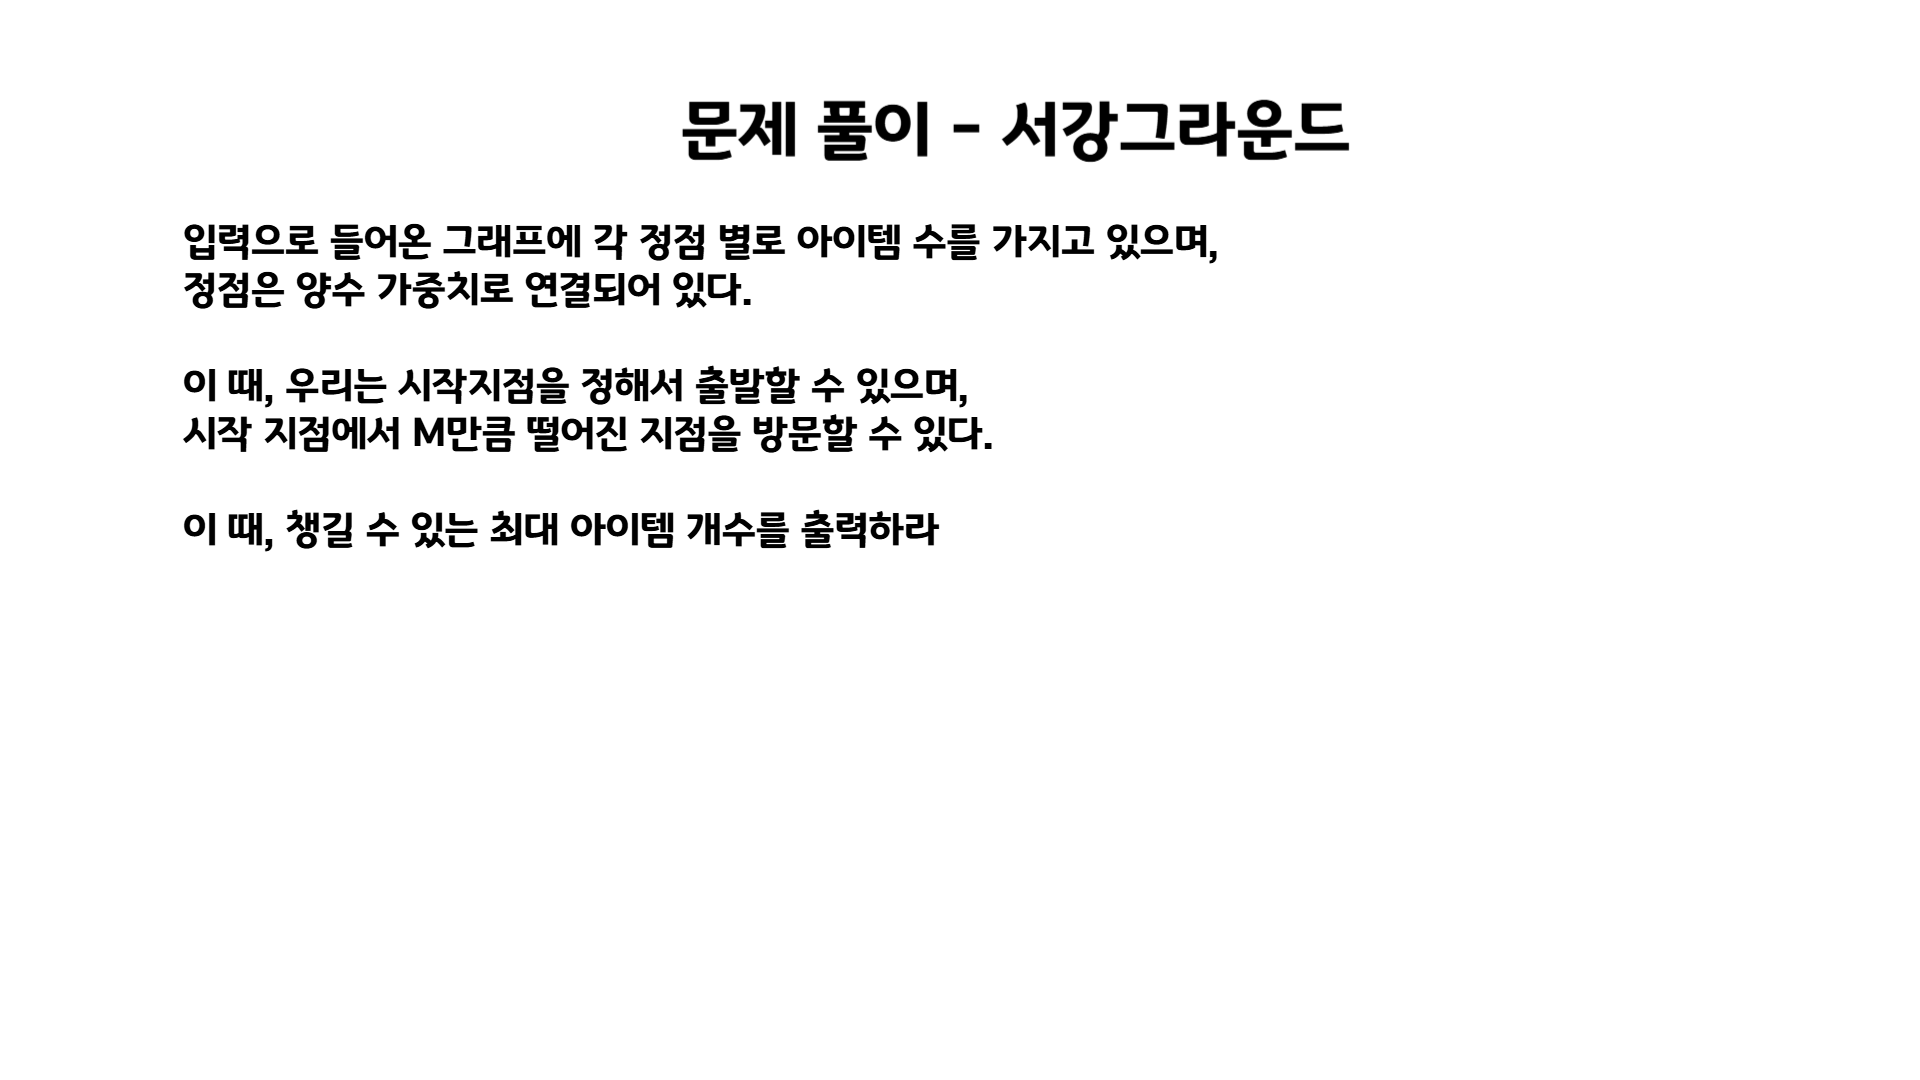 문제 풀이 - 서강그라운드
입력으로 들어온 그래프에 각 정점 별로 아이템 수를 가지고 있으며,
정점은 양수 가중치로 연결되어 있다.
이 때, 우리는 시작지점을 정해서 출발할 수 있으며,
시작 지점에서 M만큼 떨어진 지점을 방문할 수 있다.
이 때, 챙길 수 있는 최대 아이템 개수를 출력하라